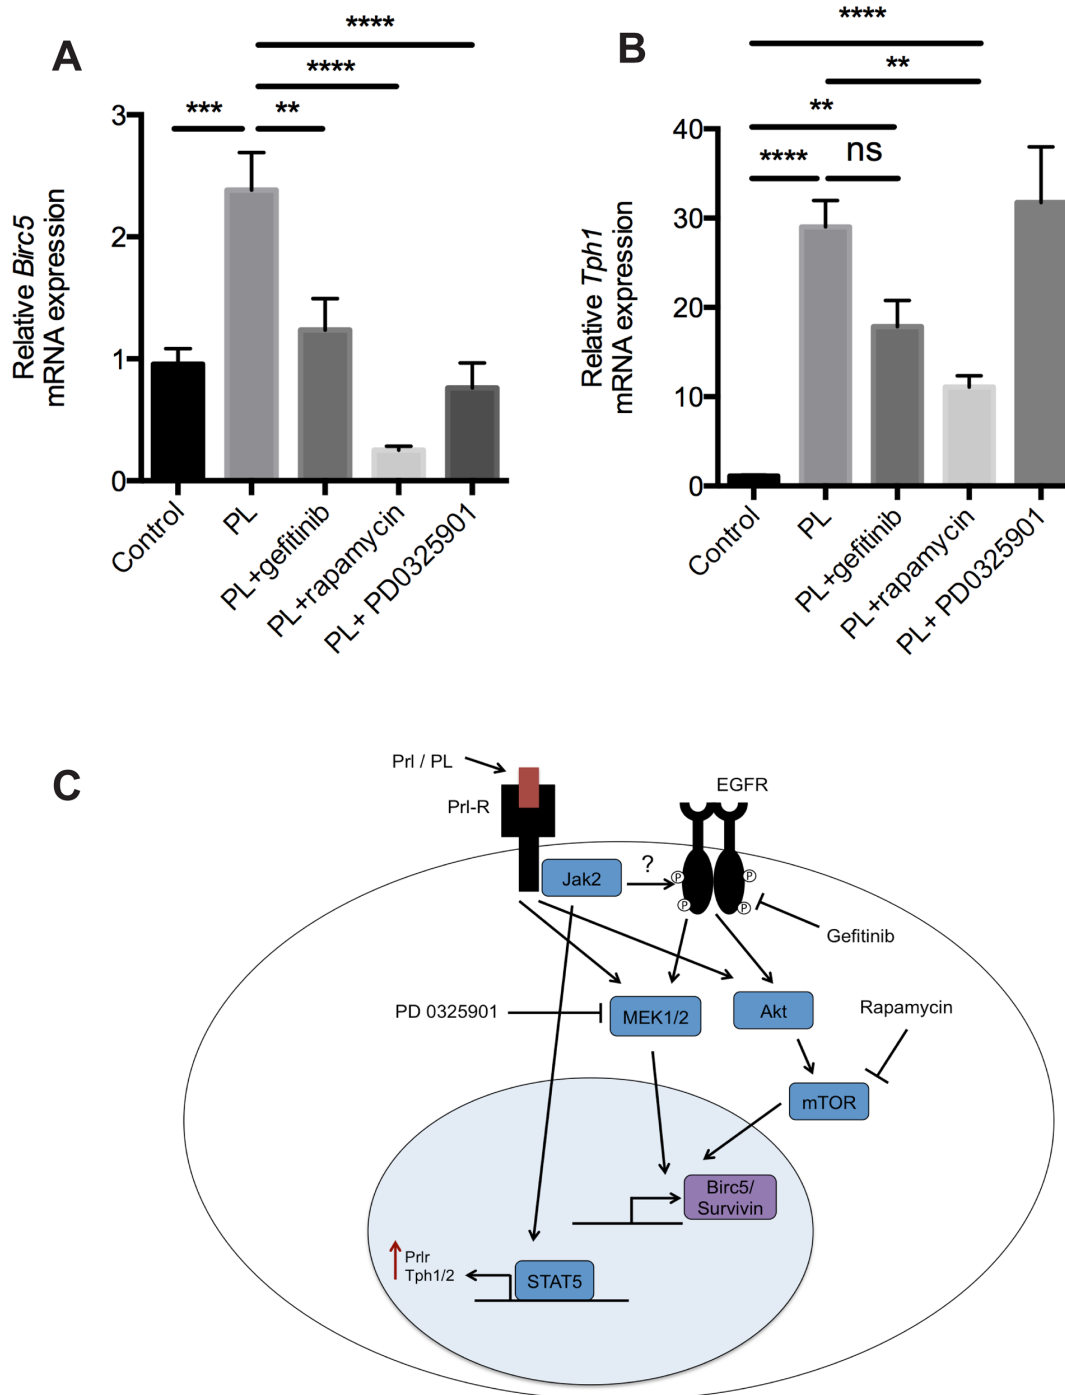 A
****
****
***
**
Relative Birc5
mRNA expression
3
2
1
0
Control
PL
PL+gefitinib
PL+rapamycin
PL+ PD0325901
B
****
**
**
****
ns
Relative Tph1
mRNA expression
40
30
20
10
0
Control
PL
PL+gefitinib
PL+rapamycin
PL+ PD0325901
C
Prl / PL
Prl-R
EGFR
Jak2
?
P
P
P
P
Gefitinib
PD 0325901
MEK1/2
Akt
Rapamycin
mTOR
Birc5/
Survivin
Prlr
Tph1/2
STAT5